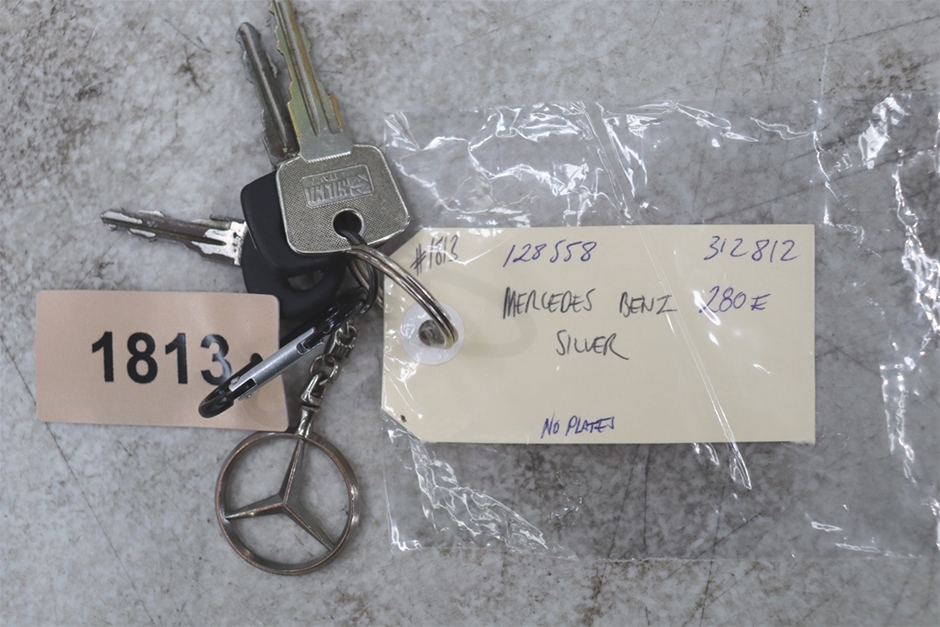 #1813 128558 312812
MERCEDES BENZ 280E
SILVER
NO PLATES
1813